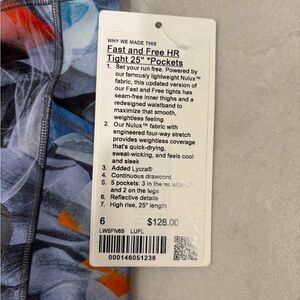 WHY WE MADE THIS
Fast and Free HR
Tight 25" *Pockets
1. Set your run free. Powered by
our famously lightweight Nulux™
fabric, this updated version of
our Fast and Free tights has
seam-free inner thighs and a
redesigned waistband to
maximize that smooth,
weightless feeling
2. Our Nulux™ fabric with
engineered four-way stretch
provides weightless coverage
that's quick-drying,
sweat-wicking, and feels cool
and sleek
3. Added Lycra®
4. Continuous drawcord
5. 5 pockets: 3 in the waistband
and 2 on the legs
6. Reflective details
7. High rise, 25" length
6 $128.00
LW5FN6S LUFL
000146051238